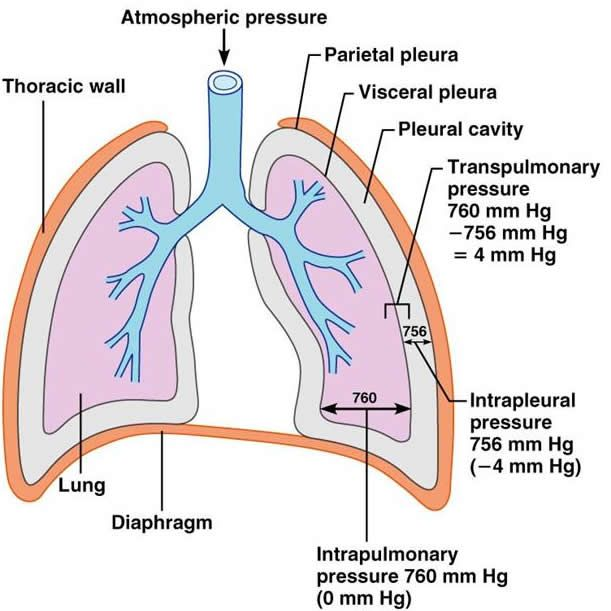 Atmospheric pressure
Parietal pleura
Thoracic wall
Visceral pleura
Pleural cavity
Transpulmonary
pressure
760 mm Hg
−756 mm Hg
= 4 mm Hg
756
760
Intrapleural
pressure
756 mm Hg
(−4 mm Hg)
Lung
Diaphragm
Intrapulmonary
pressure 760 mm Hg
(0 mm Hg)